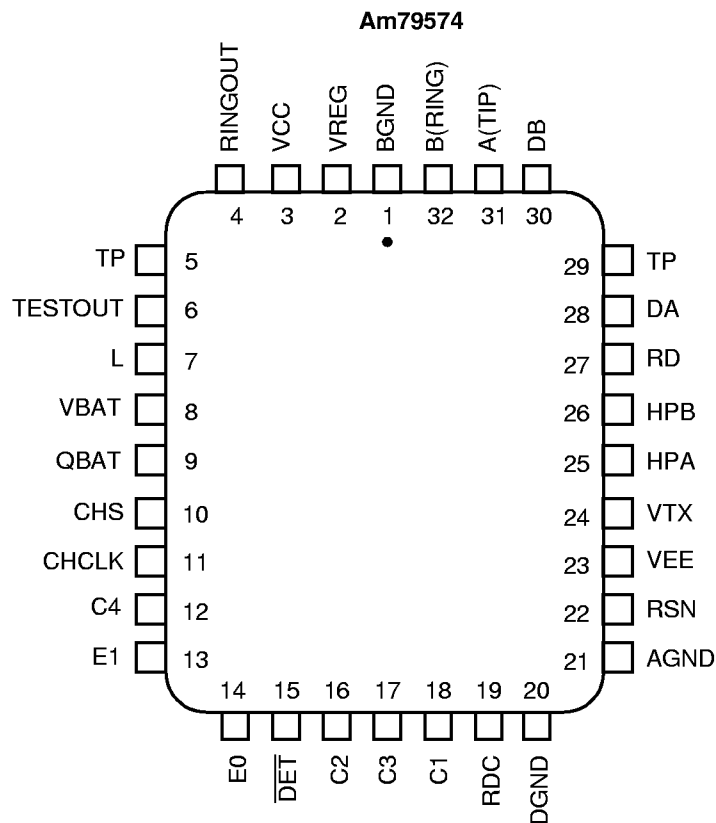 Am79574
RINGOUT
VCC
VREG
BGND
B(RING)
A(TIP)
DB
4
3
2
1
32
31
30
TP
5
29
TP
TESTOUT
6
28
DA
L
7
27
RD
VBAT
8
26
HPB
QBAT
9
25
HPA
CHS
10
24
VTX
CHCLK
11
23
VEE
C4
12
22
RSN
E1
13
21
AGND
14
15
16
17
18
19
20
E0
D̅E̅T̅
C2
C3
C1
RDC
DGND